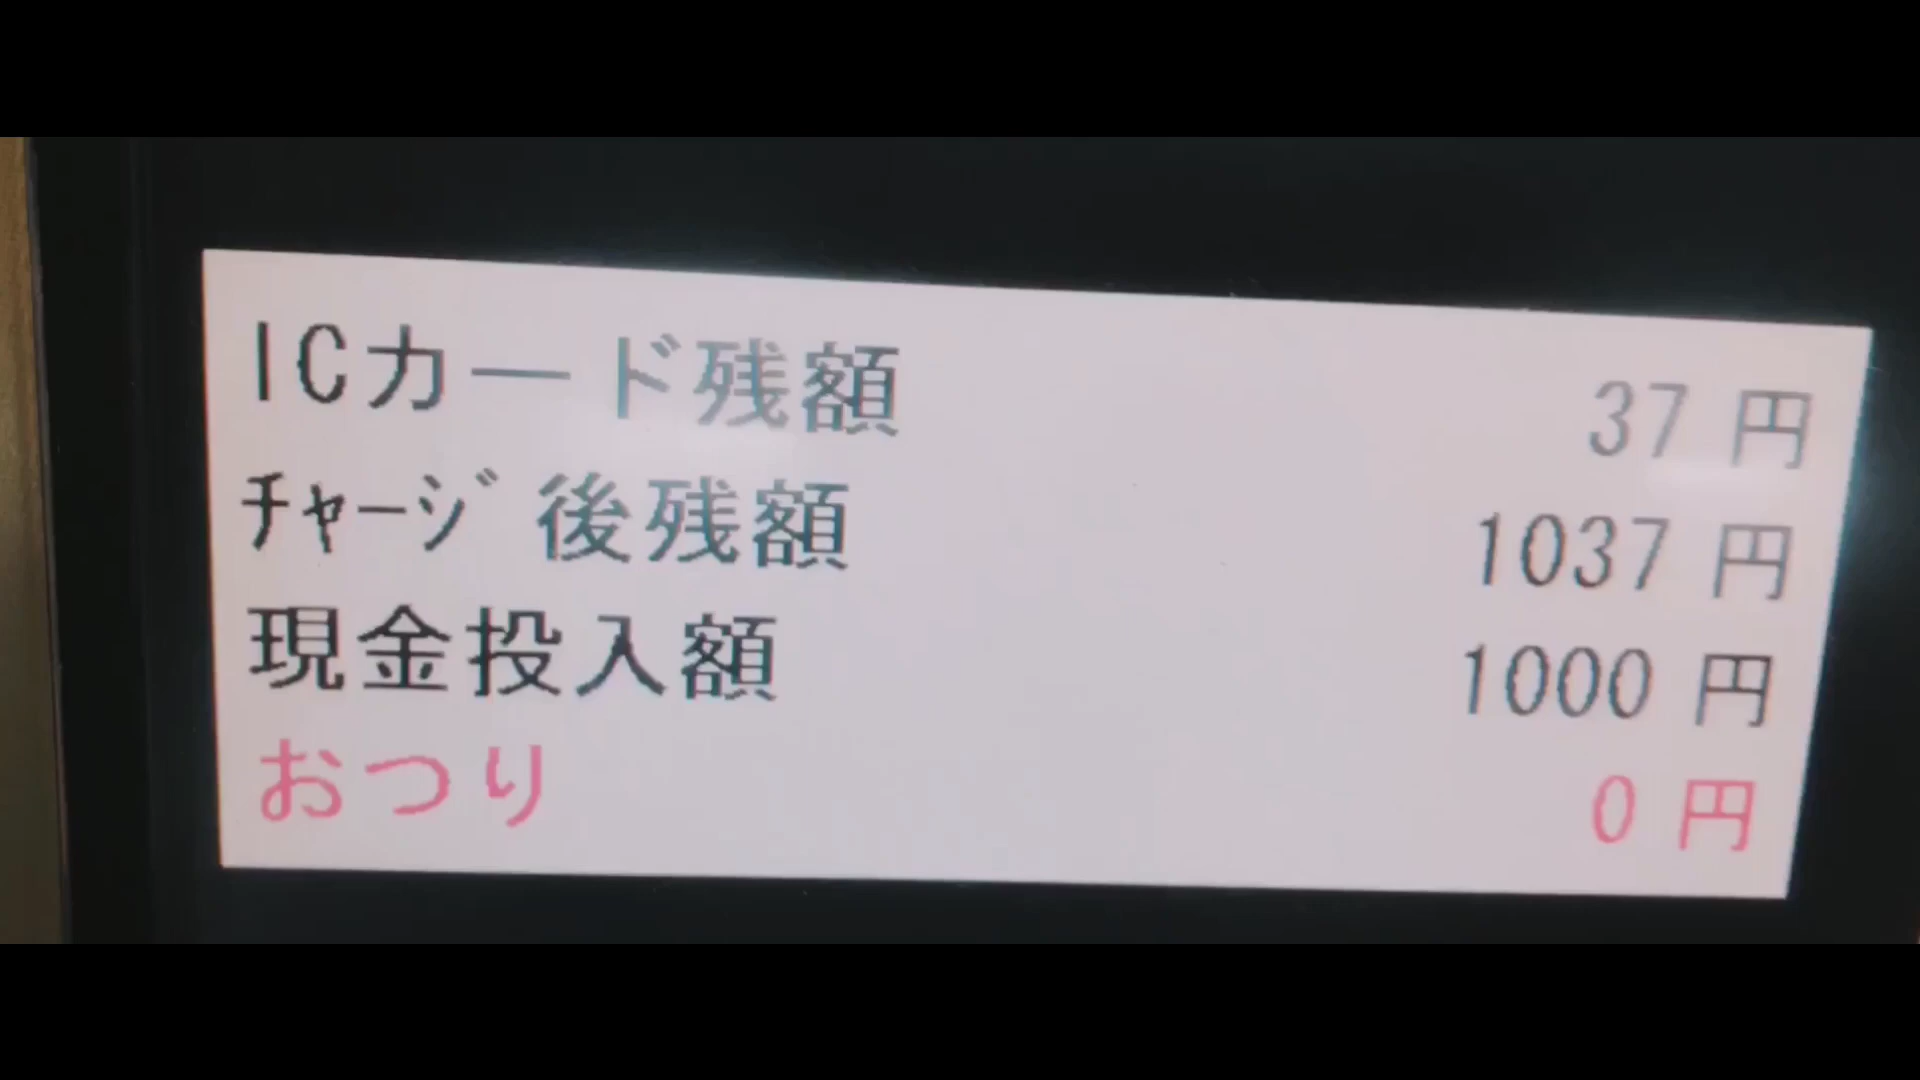 ICカード残額 37 円
ﾁｬｰｼﾞ後残額 1037 円
現金投入額 1000 円
おつり 0 円